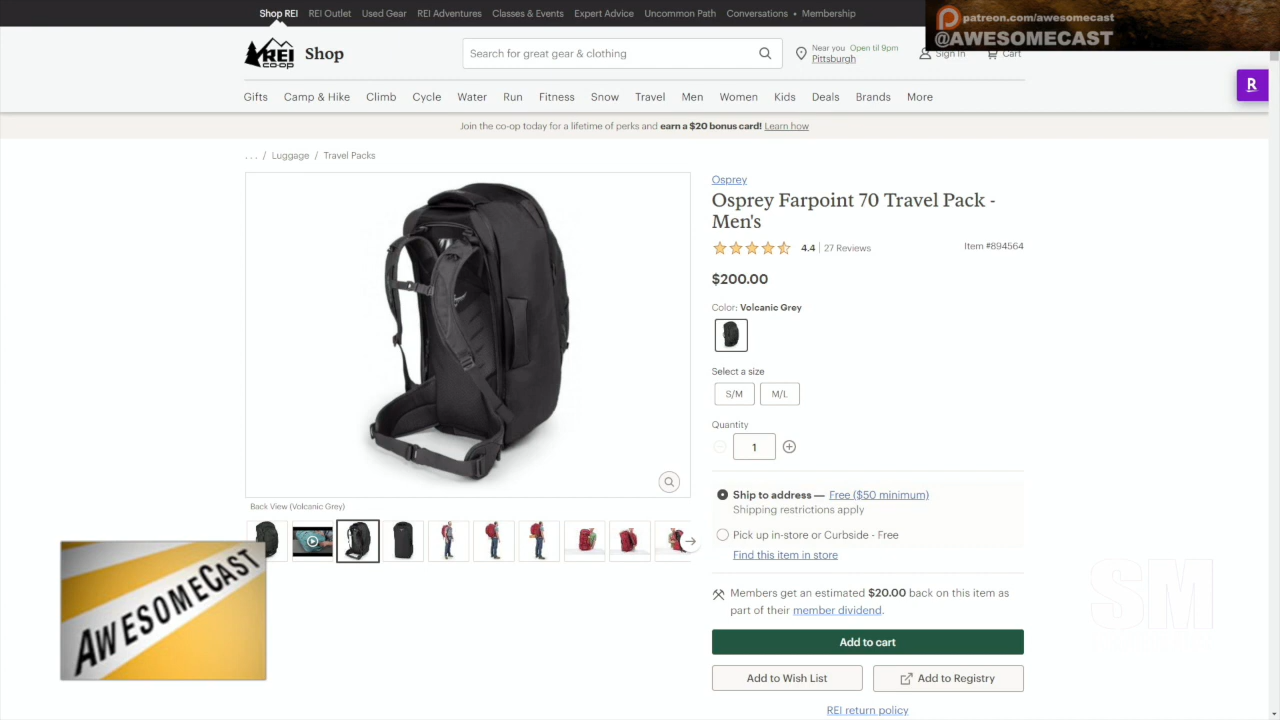 Shop REI REI Outlet Used Gear REI Adventures Classes & Events Expert Advice Uncommon Path Conversations • Membership
patreon.com/awesomecast
@AWESOMECAST
REI co·op Shop
Search for great gear & clothing
Near you Open til 9pm
Pittsburgh
Sign In
Cart
R
Gifts Camp & Hike Climb Cycle Water Run Fitness Snow Travel Men Women Kids Deals Brands More
Join the co-op today for a lifetime of perks and earn a $20 bonus card! Learn how
... / Luggage / Travel Packs
Osprey
Osprey Farpoint 70 Travel Pack -
Men's
4.4 | 27 Reviews
Item #894564
$200.00
Color: Volcanic Grey
Select a size
S/M M/L
Quantity
1
Ship to address — Free ($50 minimum)
Shipping restrictions apply
Pick up in-store or Curbside - Free
Find this item in store
Back View (Volcanic Grey)
AWESOMECAST
SM
Members get an estimated $20.00 back on this item as
part of their member dividend.
Add to cart
Add to Wish List
Add to Registry
REI return policy